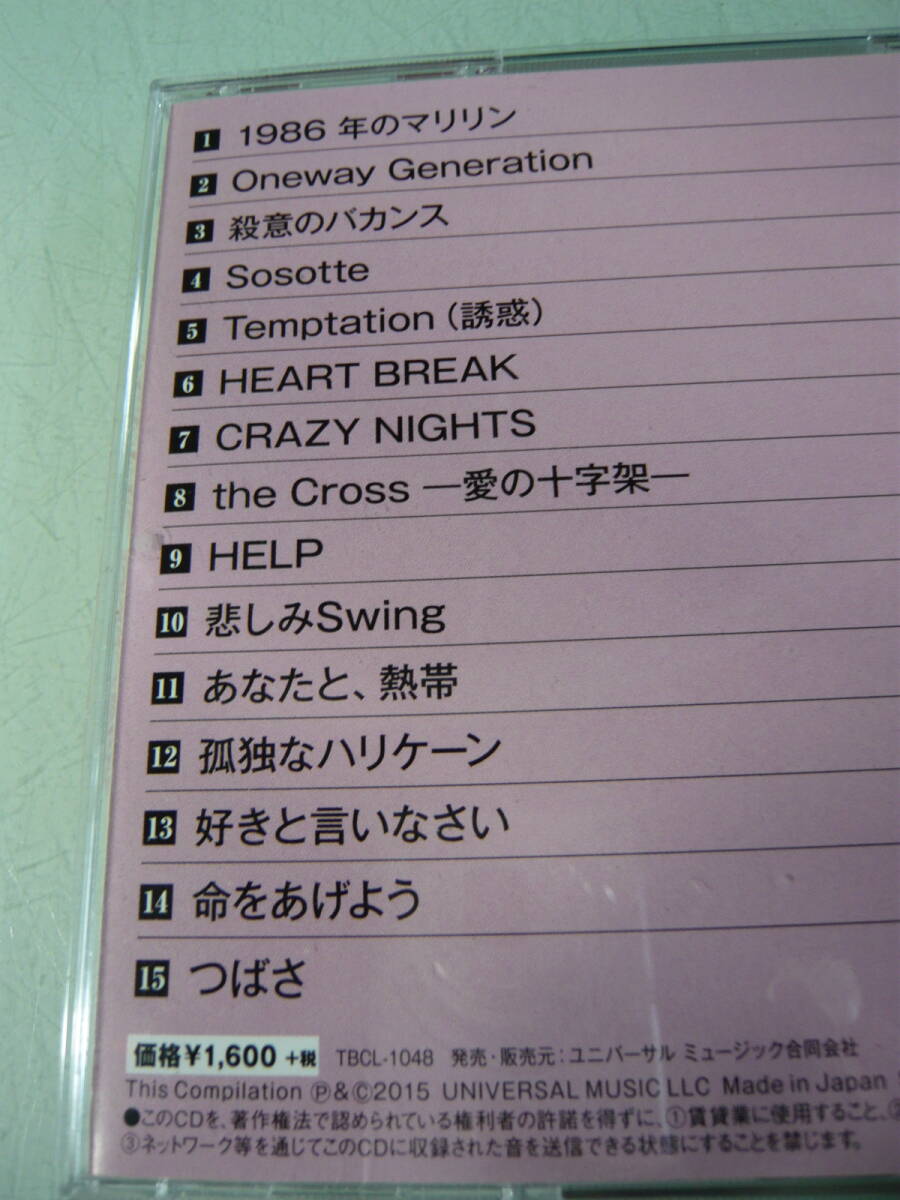 1 1986 年のマリリン
2 Oneway Generation
3 殺意のバカンス
4 Sosotte
5 Temptation (誘惑)
6 HEART BREAK
7 CRAZY NIGHTS
8 the Cross ―愛の十字架―
9 HELP
10 悲しみSwing
11 あなたと、熱帯
12 孤独なハリケーン
13 好きと言いなさい
14 命をあげよう
15 つばさ
価格¥1,600 +税 TBCL-1048 発売・販売元:ユニバーサル ミュージック合同会社
This Compilation ℗&©2015 UNIVERSAL MUSIC LLC Made in Japan
●このCDを、著作権法で認められている権利者の許諾を得ずに、①賃貸業に使用すること、
③ネットワーク等を通じてこのCDに収録された音を送信できる状態にすることを禁じます。